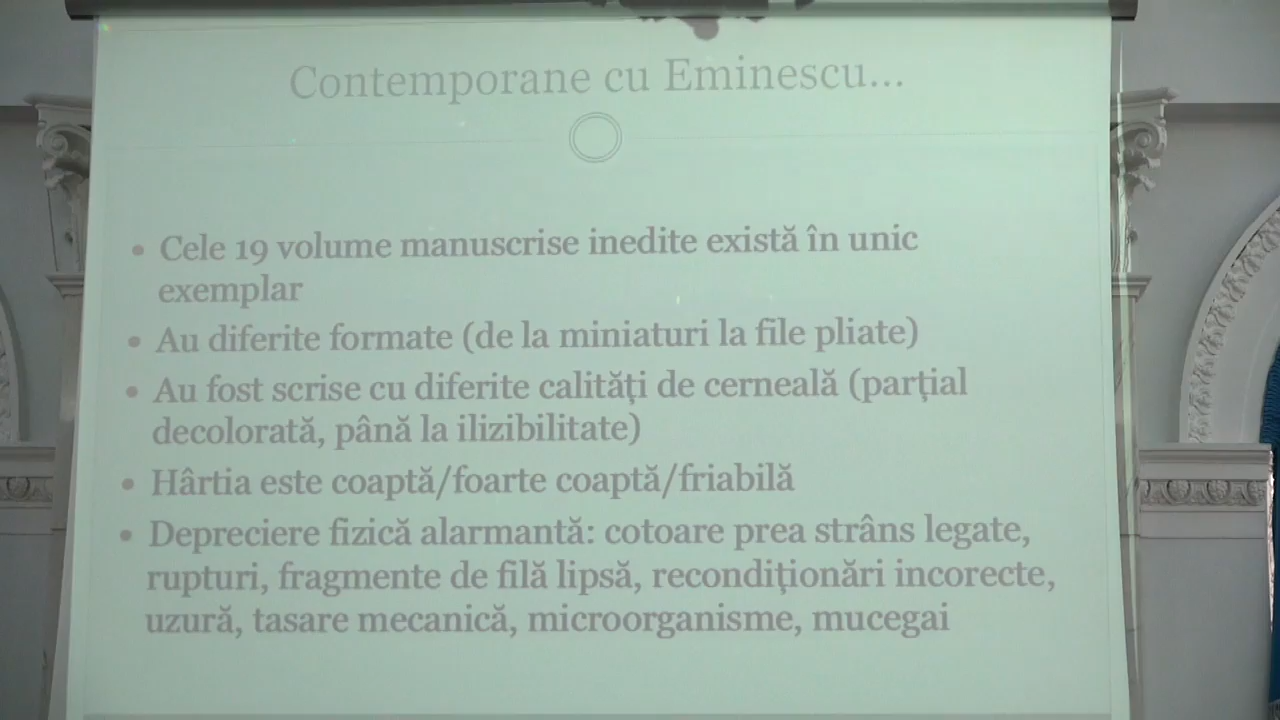 Contemporane cu Eminescu...
• Cele 19 volume manuscrise inedite există în unic
exemplar
• Au diferite formate (de la miniaturi la file pliate)
• Au fost scrise cu diferite calități de cerneală (parțial
decolorată, până la ilizibilitate)
• Hârtia este coaptă/foarte coaptă/friabilă
• Depreciere fizică alarmantă: cotoare prea strâns legate,
rupturi, fragmente de filă lipsă, recondiționări incorecte,
uzură, tasare mecanică, microorganisme, mucegai